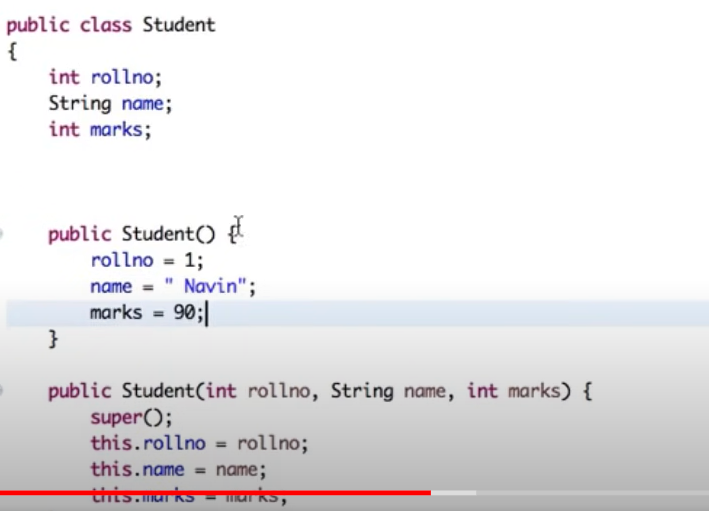 public class Student
{
int rollno;
String name;
int marks;
public Student() {
rollno = 1;
name = " Navin";
marks = 90;
}
public Student(int rollno, String name, int marks) {
super();
this.rollno = rollno;
this.name = name;
this.marks = marks;